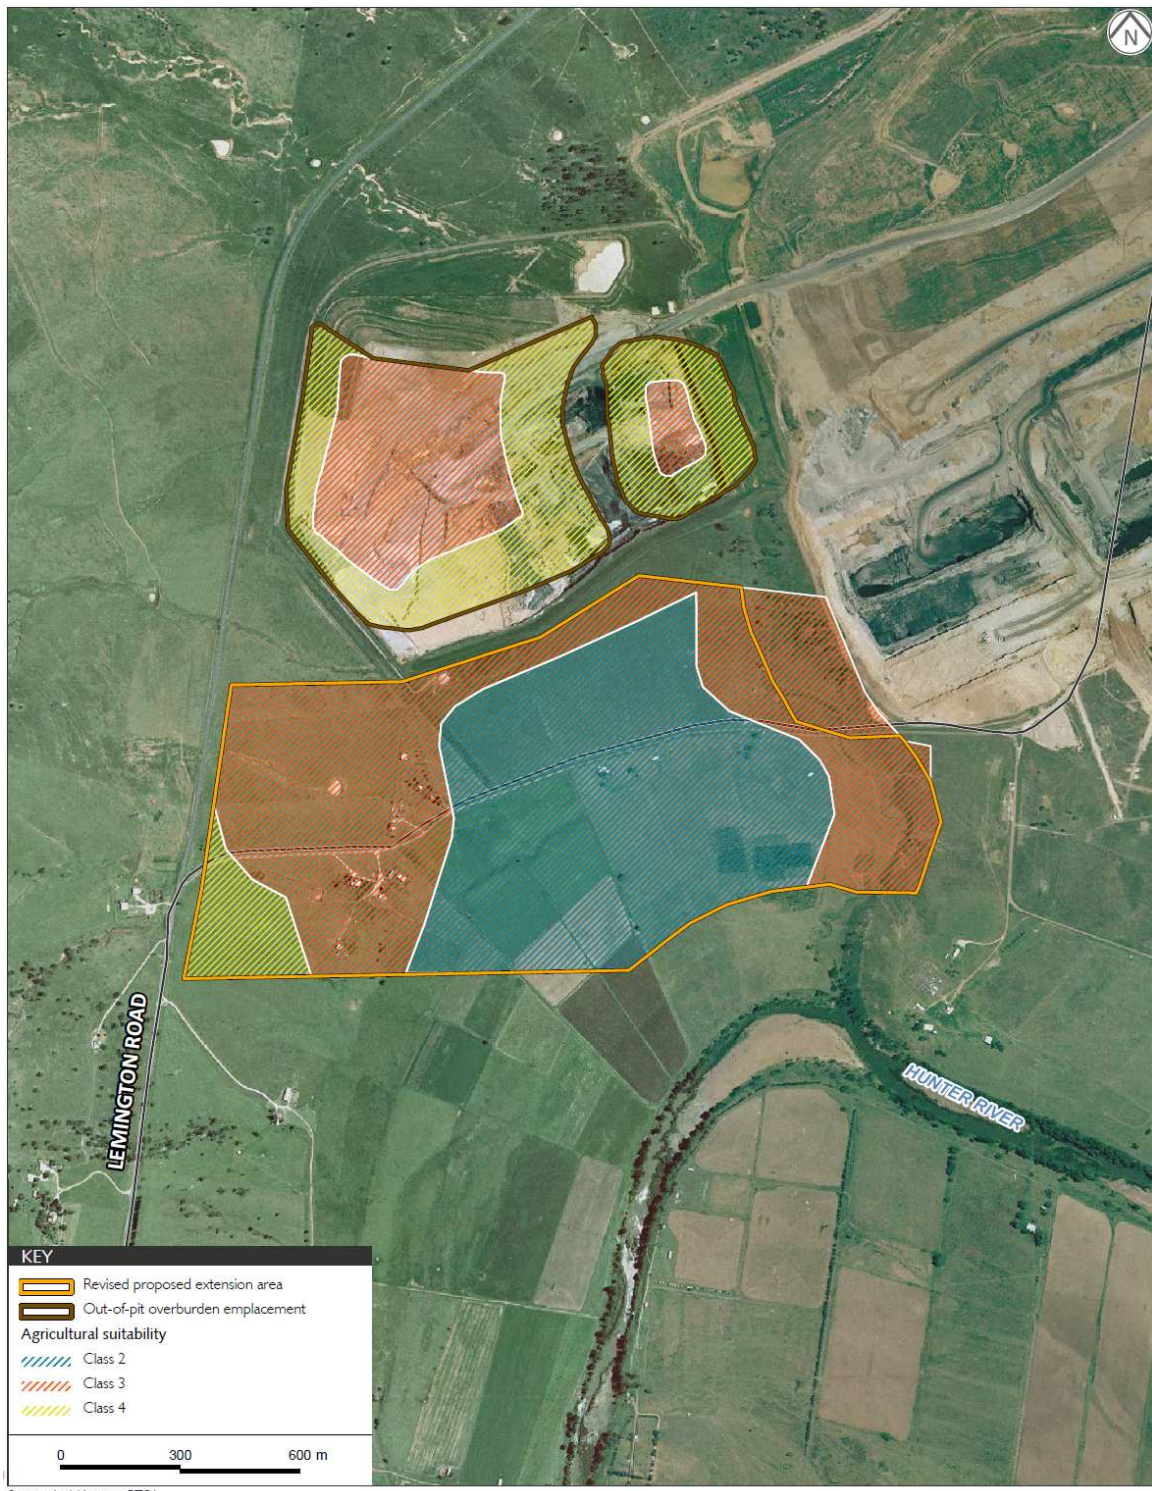 N
LEMINGTON ROAD
HUNTER RIVER
KEY
Revised proposed extension area
Out-of-pit overburden emplacement
Agricultural suitability
Class 2
Class 3
Class 4
0 300 600 m